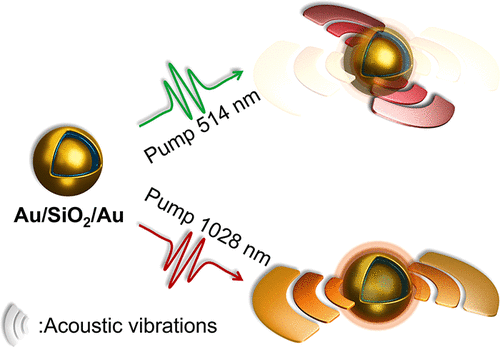 Pump 514 nm
Au/SiO₂/Au
Pump 1028 nm
:Acoustic vibrations